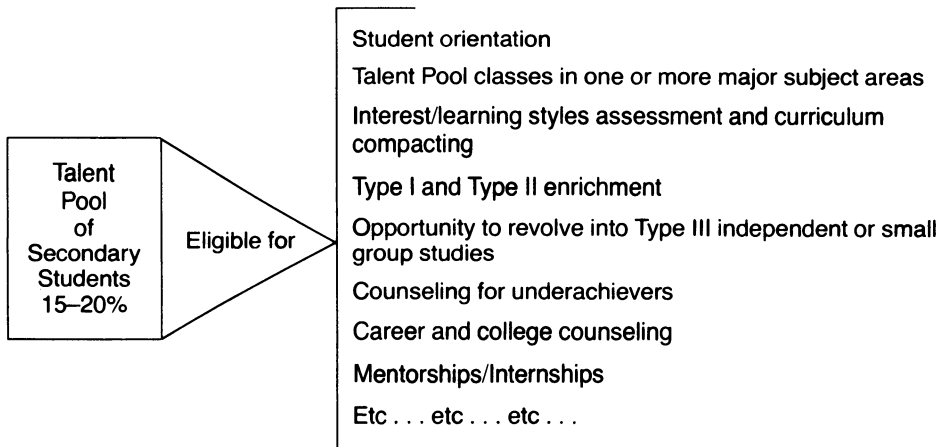 Talent
Pool
of
Secondary
Students
15–20%
Eligible for
Student orientation
Talent Pool classes in one or more major subject areas
Interest/learning styles assessment and curriculum
compacting
Type I and Type II enrichment
Opportunity to revolve into Type III independent or small
group studies
Counseling for underachievers
Career and college counseling
Mentorships/Internships
Etc . . . etc . . . etc . . .